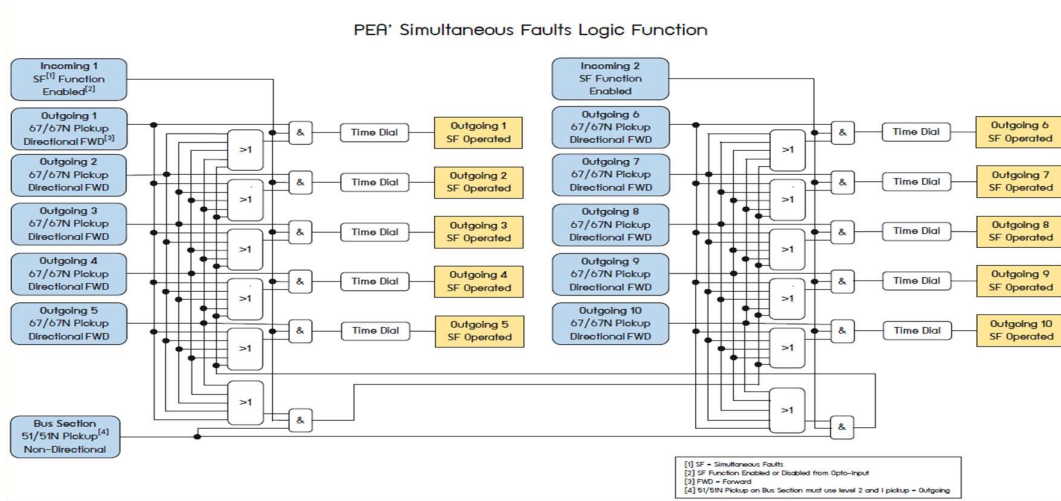 PEA' Simultaneous Faults Logic Function
Incoming 1
SF[1] Function
Enabled[2]
Outgoing 1
67/67N Pickup
Directional FWD[3]
Outgoing 2
67/67N Pickup
Directional FWD
Outgoing 3
67/67N Pickup
Directional FWD
Outgoing 4
67/67N Pickup
Directional FWD
Outgoing 5
67/67N Pickup
Directional FWD
Bus Section
51/51N Pickup[4]
Non-Directional
>1
>1
>1
>1
>1
>1
&
&
&
&
&
&
Time Dial
Time Dial
Time Dial
Time Dial
Time Dial
Outgoing 1
SF Operated
Outgoing 2
SF Operated
Outgoing 3
SF Operated
Outgoing 4
SF Operated
Outgoing 5
SF Operated
Incoming 2
SF Function
Enabled
Outgoing 6
67/67N Pickup
Directional FWD
Outgoing 7
67/67N Pickup
Directional FWD
Outgoing 8
67/67N Pickup
Directional FWD
Outgoing 9
67/67N Pickup
Directional FWD
Outgoing 10
67/67N Pickup
Directional FWD
>1
>1
>1
>1
>1
>1
&
&
&
&
&
&
Time Dial
Time Dial
Time Dial
Time Dial
Time Dial
Outgoing 6
SF Operated
Outgoing 7
SF Operated
Outgoing 8
SF Operated
Outgoing 9
SF Operated
Outgoing 10
SF Operated
[1] SF = Simultaneous Faults
[2] SF Function Enabled or Disabled from Opto-Input
[3] FWD = Forward
[4] 51/51N Pickup on Bus Section must use level 2 and I pickup = Outgoing